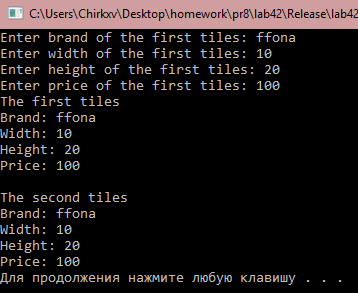 C:\Users\Chirkxv\Desktop\homework\pr8\lab42\Release\lab42
Enter brand of the first tiles: ffona
Enter width of the first tiles: 10
Enter height of the first tiles: 20
Enter price of the first tiles: 100
The first tiles
Brand: ffona
Width: 10
Height: 20
Price: 100
The second tiles
Brand: ffona
Width: 10
Height: 20
Price: 100
Для продолжения нажмите любую клавишу . . .